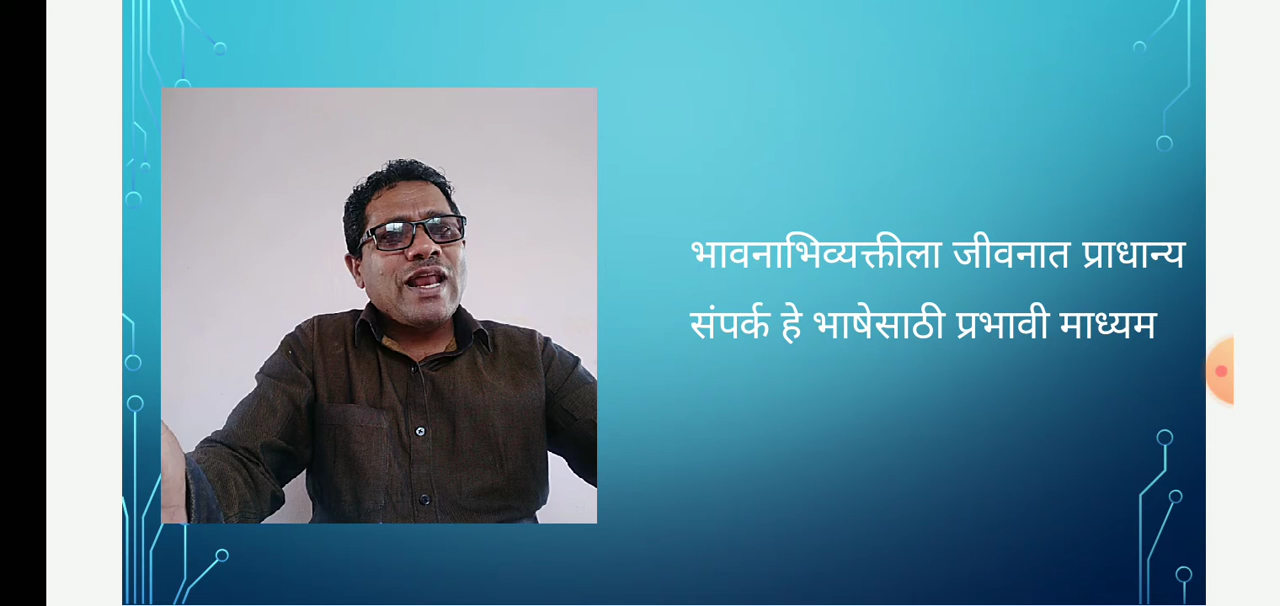 भावनाभिव्यक्तीला जीवनात प्राधान्य
संपर्क हे भाषेसाठी प्रभावी माध्यम